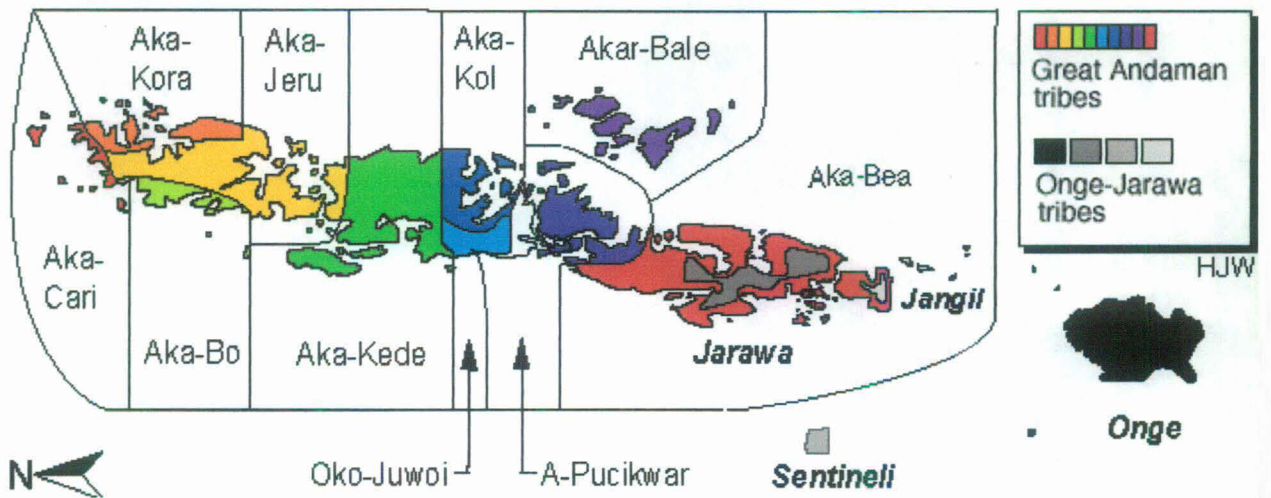 Aka-
Kora
Aka-
Jeru
Aka-
Kol
Akar-Bale
Great Andaman
tribes
Onge-Jarawa
tribes
Aka-Bea
HJW
Aka-
Cari
Jangil
Aka-Bo
Aka-Kede
Jarawa
Onge
N
Oko-Juwoi
A-Pucikwar
Sentineli